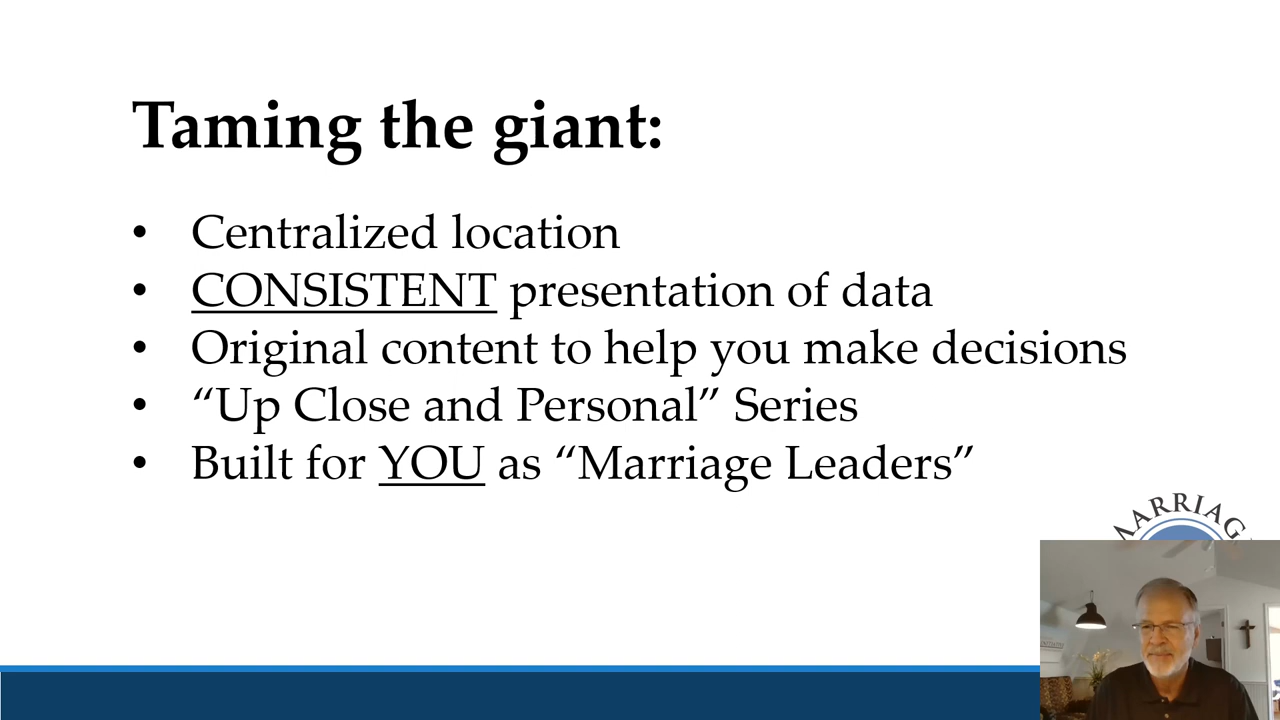 Taming the giant:
• Centralized location
• CONSISTENT presentation of data
• Original content to help you make decisions
• “Up Close and Personal” Series
• Built for YOU as “Marriage Leaders”